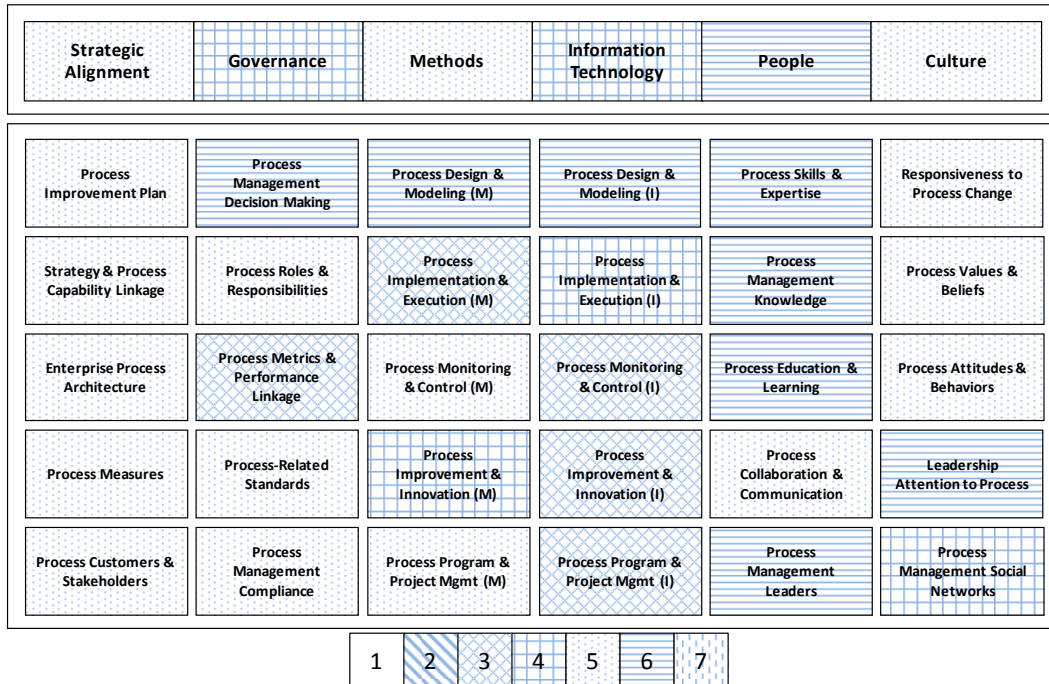 Strategic
Alignment
Governance
Methods
Information
Technology
People
Culture
Process
Improvement Plan
Process
Management
Decision Making
Process Design &
Modeling (M)
Process Design &
Modeling (I)
Process Skills &
Expertise
Responsiveness to
Process Change
Strategy & Process
Capability Linkage
Process Roles &
Responsibilities
Process
Implementation &
Execution (M)
Process
Implementation &
Execution (I)
Process
Management
Knowledge
Process Values &
Beliefs
Enterprise Process
Architecture
Process Metrics &
Performance
Linkage
Process Monitoring
& Control (M)
Process Monitoring
& Control (I)
Process Education &
Learning
Process Attitudes &
Behaviors
Process Measures
Process-Related
Standards
Process
Improvement &
Innovation (M)
Process
Improvement &
Innovation (I)
Process
Collaboration &
Communication
Leadership
Attention to Process
Process Customers &
Stakeholders
Process
Management
Compliance
Process Program &
Project Mgmt (M)
Process Program &
Project Mgmt (I)
Process
Management
Leaders
Process
Management Social
Networks
1 2 3 4 5 6 7